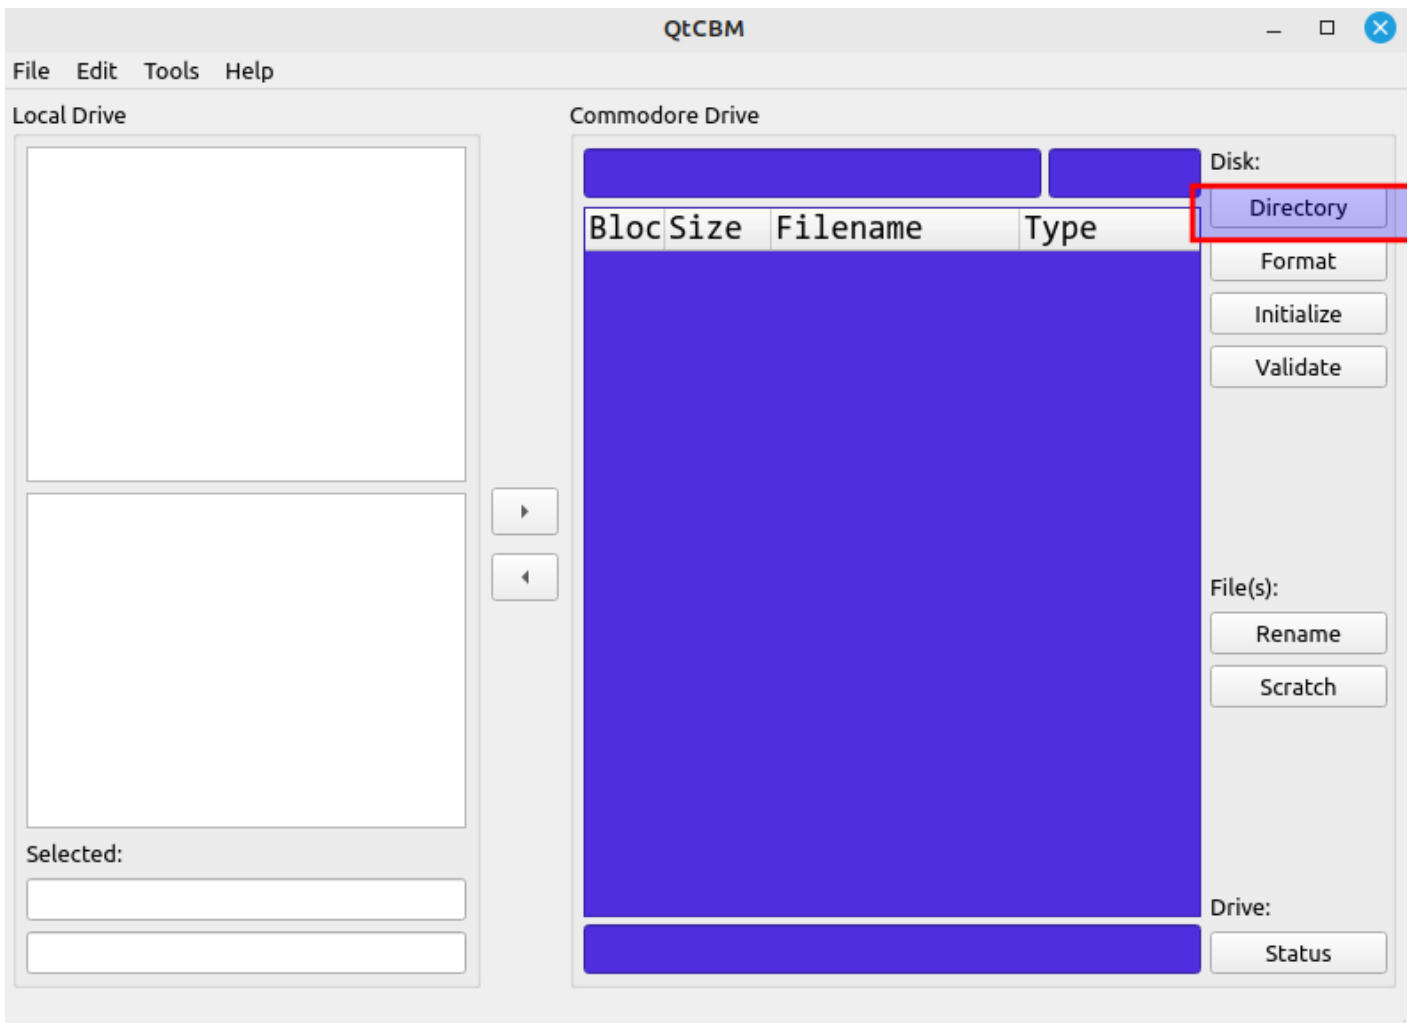 QtCBM
File Edit Tools Help
Local Drive
Commodore Drive
Disk:
Directory
Bloc Size Filename Type
Format
Initialize
Validate
File(s):
Rename
Scratch
Selected:
Drive:
Status